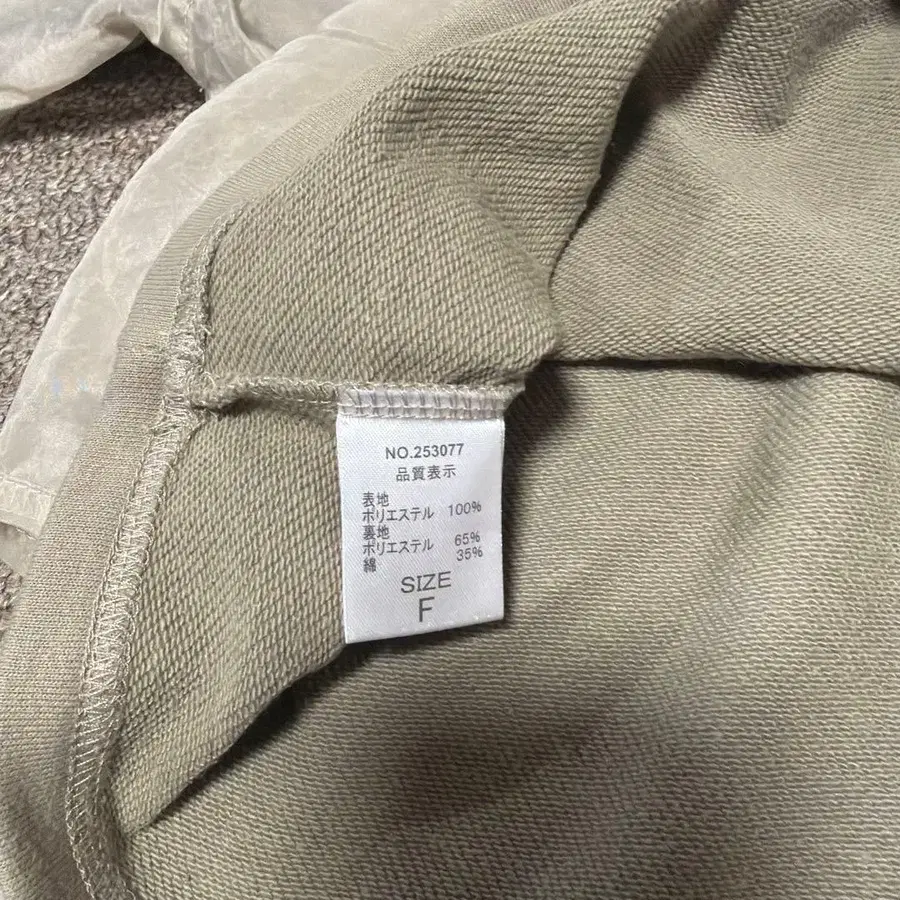 NO.253077
品質表示
表地
ポリエステル 100%
裏地
ポリエステル 65%
綿 35%
SIZE
F